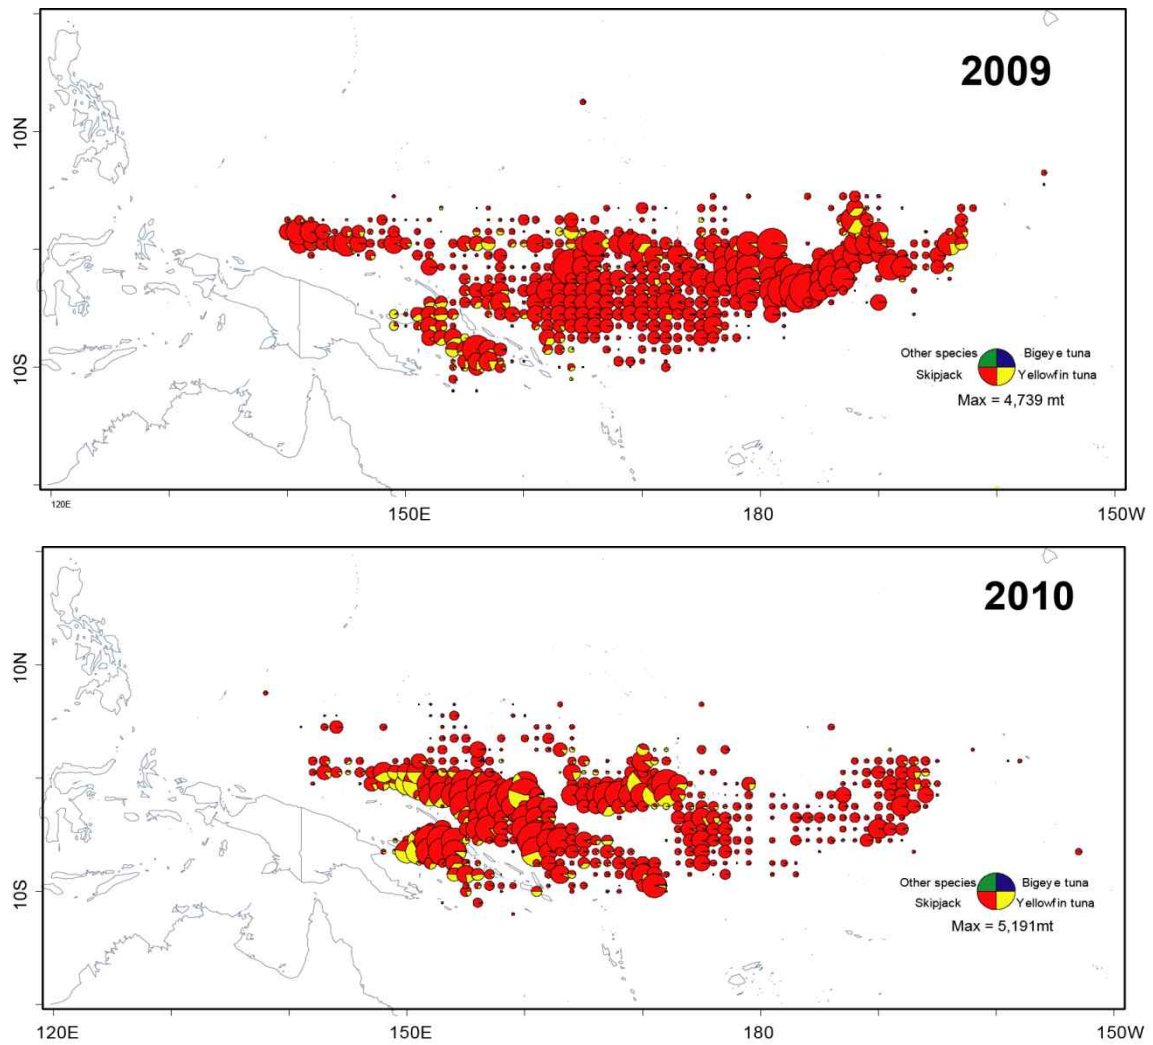 2009
10N
10S
Other species Bigeye tuna
Skipjack Yellowfin tuna
Max = 4,739 mt
120E
150E 180 150W
2010
10N
10S
Other species Bigeye tuna
Skipjack Yellowfin tuna
Max = 5,191mt
120E 150E 180 150W